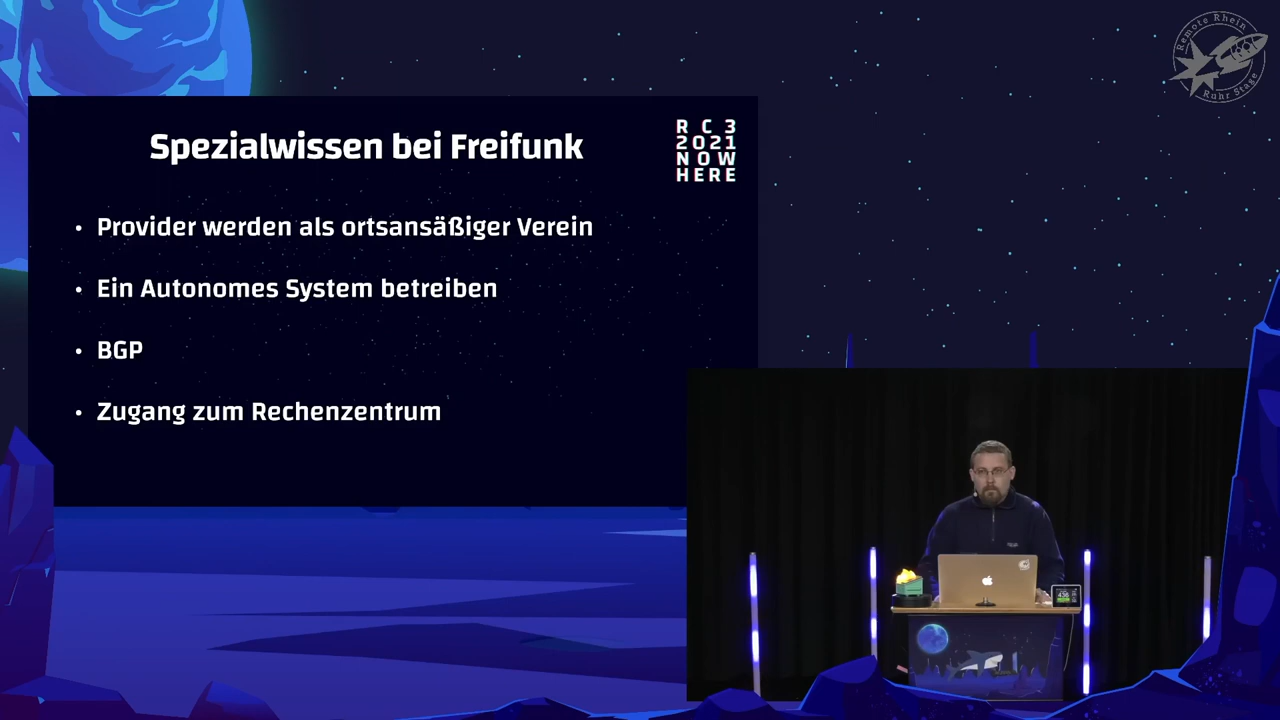 Remote Rhein
Ruhr Stage
Spezialwissen bei Freifunk
R C 3
2021
NOW
HERE
• Provider werden als ortsansäßiger Verein
• Ein Autonomes System betreiben
• BGP
• Zugang zum Rechenzentrum